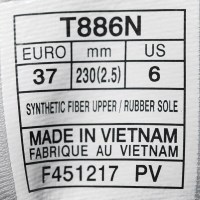 T886N
EURO mm US
37 230(2.5) 6
SYNTHETIC FIBER UPPER / RUBBER SOLE
MADE IN VIETNAM
FABRIQUE AU VIETNAM
F451217 PV